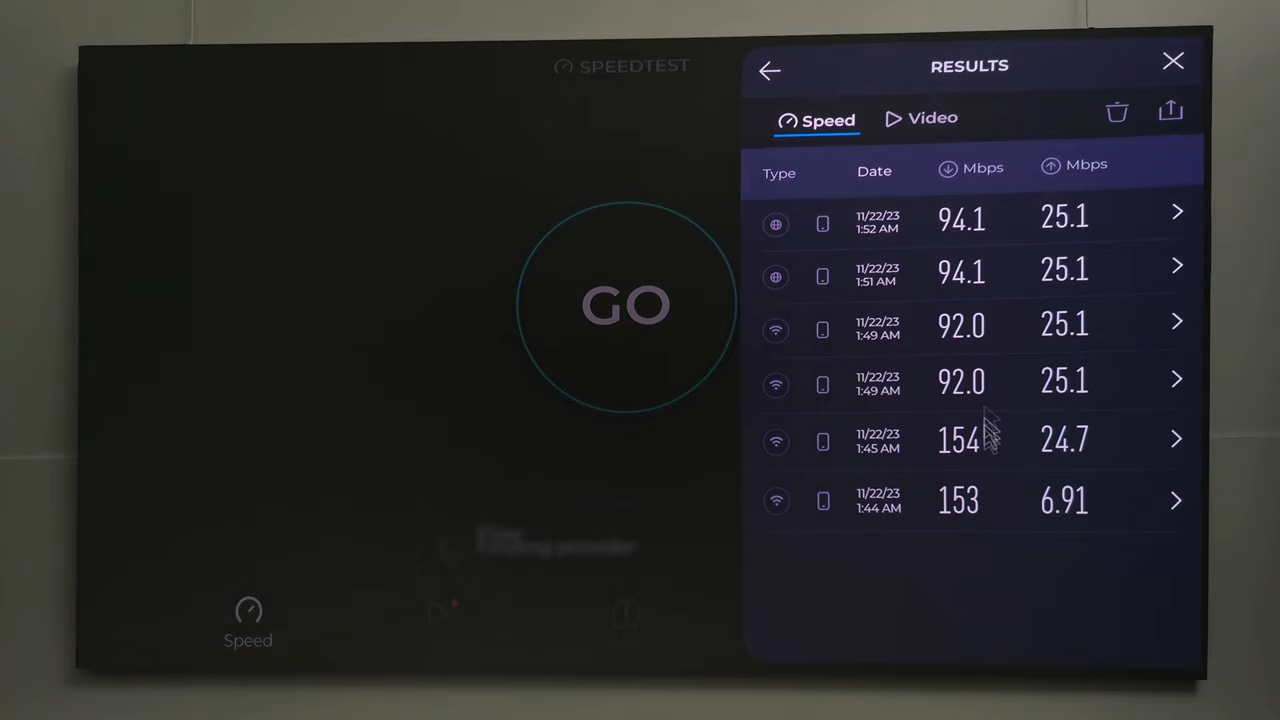 SPEEDTEST
RESULTS
Speed
Video
Type Date Mbps Mbps
11/22/23
1:52 AM
94.1 25.1
11/22/23
1:51 AM
94.1 25.1
11/22/23
1:49 AM
92.0 25.1
11/22/23
1:49 AM
92.0 25.1
11/22/23
1:45 AM
154 24.7
11/22/23
1:44 AM
153 6.91
GO
Speed